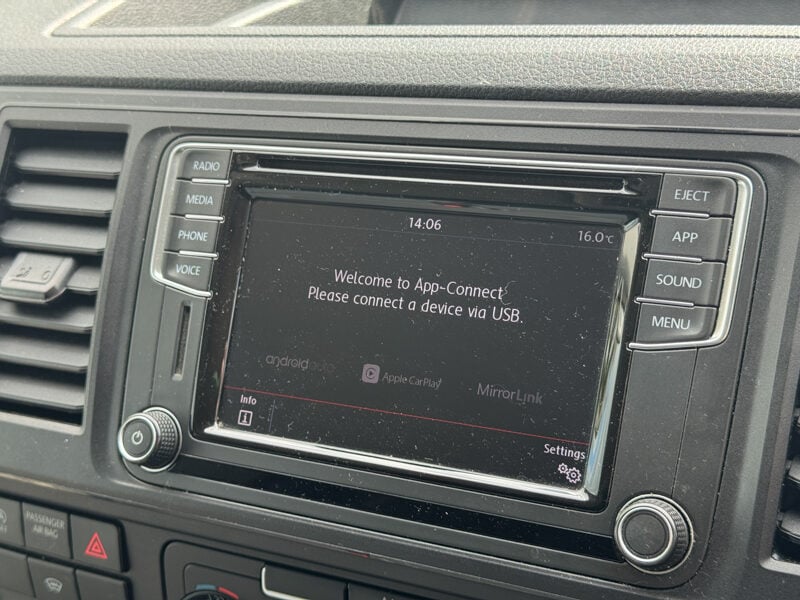 RADIO
MEDIA
PHONE
VOICE
EJECT
APP
SOUND
MENU
14:06
16.0°C
Welcome to App-Connect
Please connect a device via USB.
androidauto
Apple CarPlay
MirrorLink
Info
i
Settings
OFF
PASSENGER
AIR BAG